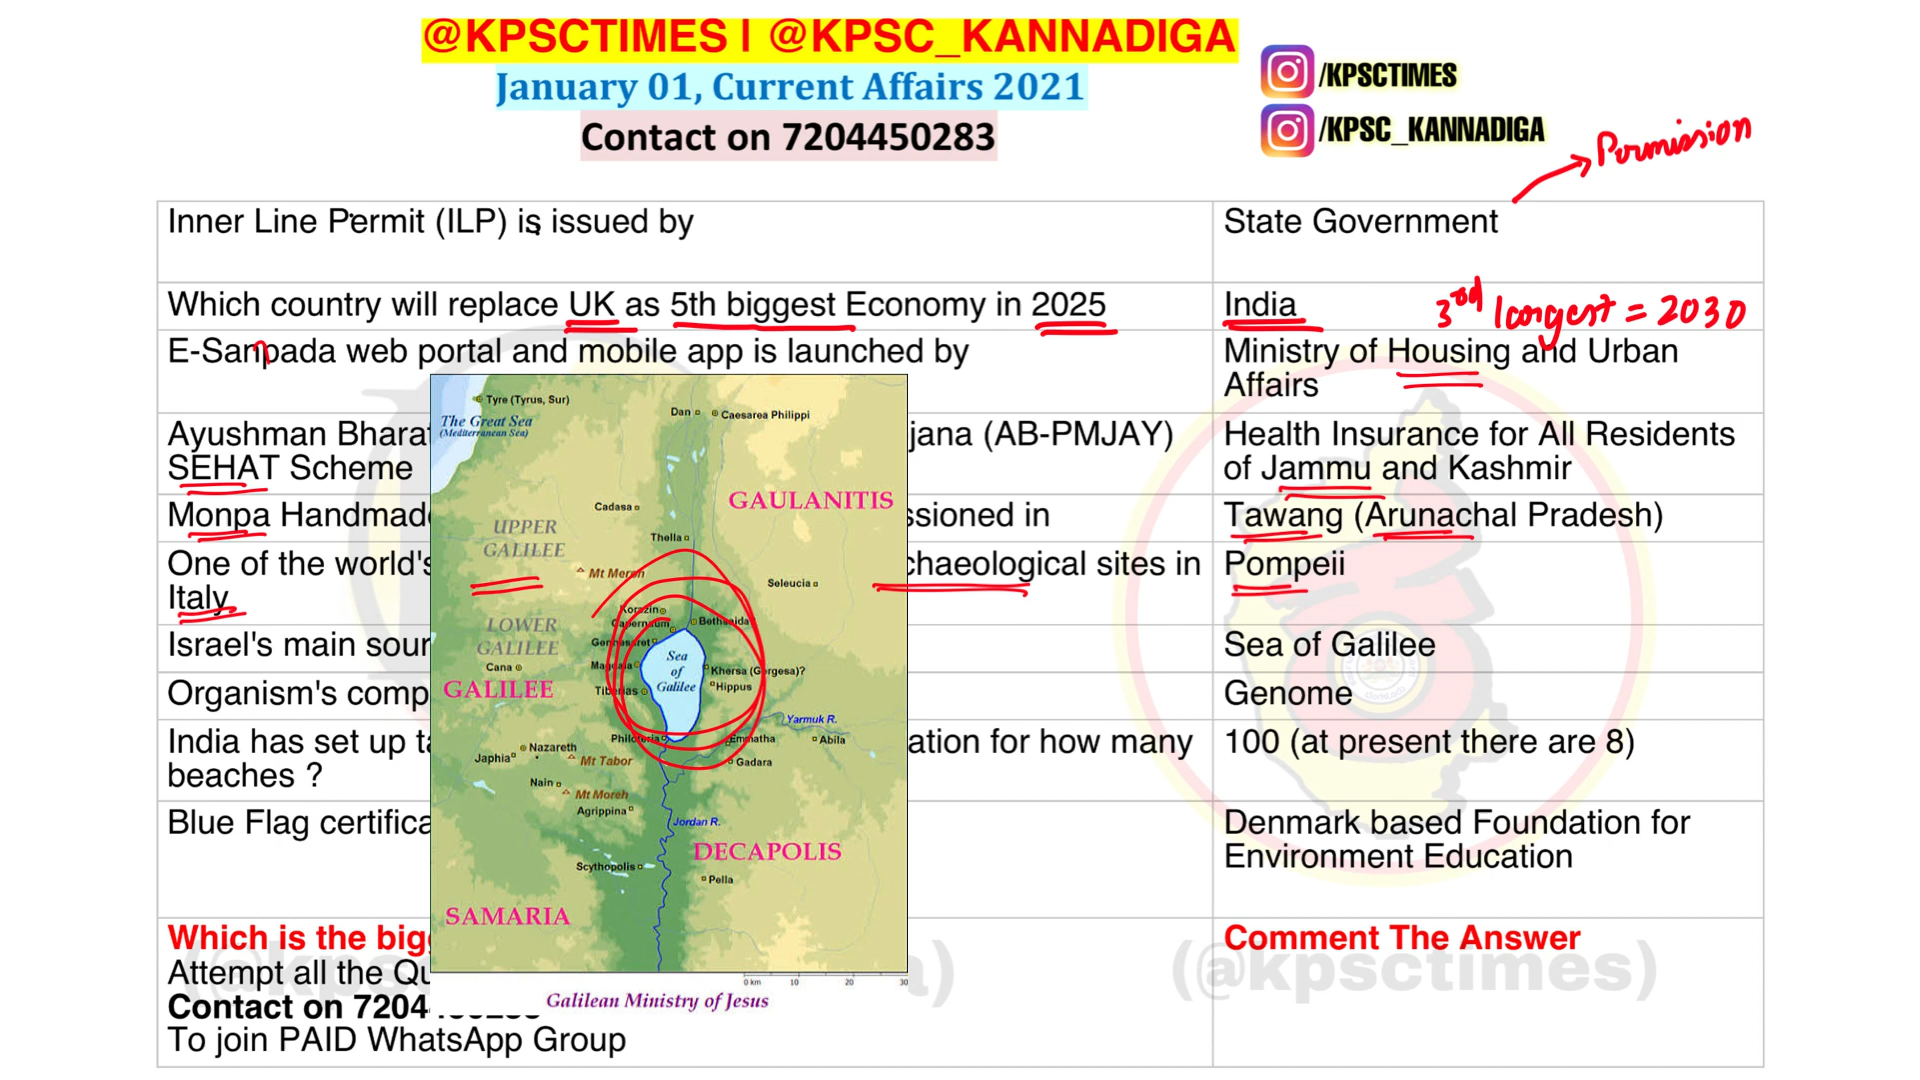 @KPSCTIMES | @KPSC_KANNADIGA
January 01, Current Affairs 2021
Contact on 7204450283
/KPSCTIMES
/KPSC_KANNADIGA
Permission
Inner Line Permit (ILP) is issued by
State Government
Which country will replace UK as 5th biggest Economy in 2025
India
3rd largest = 2030
E-Sampada web portal and mobile app is launched by
Ministry of Housing and Urban
Affairs
Ayushman Bharat
jana (AB-PMJAY)
SEHAT Scheme
Health Insurance for All Residents
of Jammu and Kashmir
Monpa Handmade
ssioned in
Tawang (Arunachal Pradesh)
One of the world's
chaeological sites in
Italy
Pompeii
Israel's main sour
Sea of Galilee
Organism's comp
Genome
India has set up ta
ation for how many
beaches ?
100 (at present there are 8)
Blue Flag certifica
Denmark based Foundation for
Environment Education
Which is the big
Comment The Answer
Attempt all the Qu
Contact on 7204
To join PAID WhatsApp Group
(@kpsctimes)
Tyre (Tyrus, Sur)
The Great Sea
(Mediterranean Sea)
Dan
Caesarea Philippi
GAULANITIS
Cadasa
UPPER
GALILEE
Thella
Mt Meron
Seleucia
Korazin
Capernaum
Bethsaida
LOWER
GALILEE
Gennesaret
Cana
Magdala
Sea
of
Galilee
Khersa (Gergesa)?
GALILEE
Tiberias
Hippus
Yarmuk R.
Philoteria
Emmatha
Abila
Nazareth
Japhia
Mt Tabor
Gadara
Nain
Mt Moreh
Agrippina
Jordan R.
DECAPOLIS
Scythopolis
Pella
SAMARIA
0 km 10 20 30
Galilean Ministry of Jesus